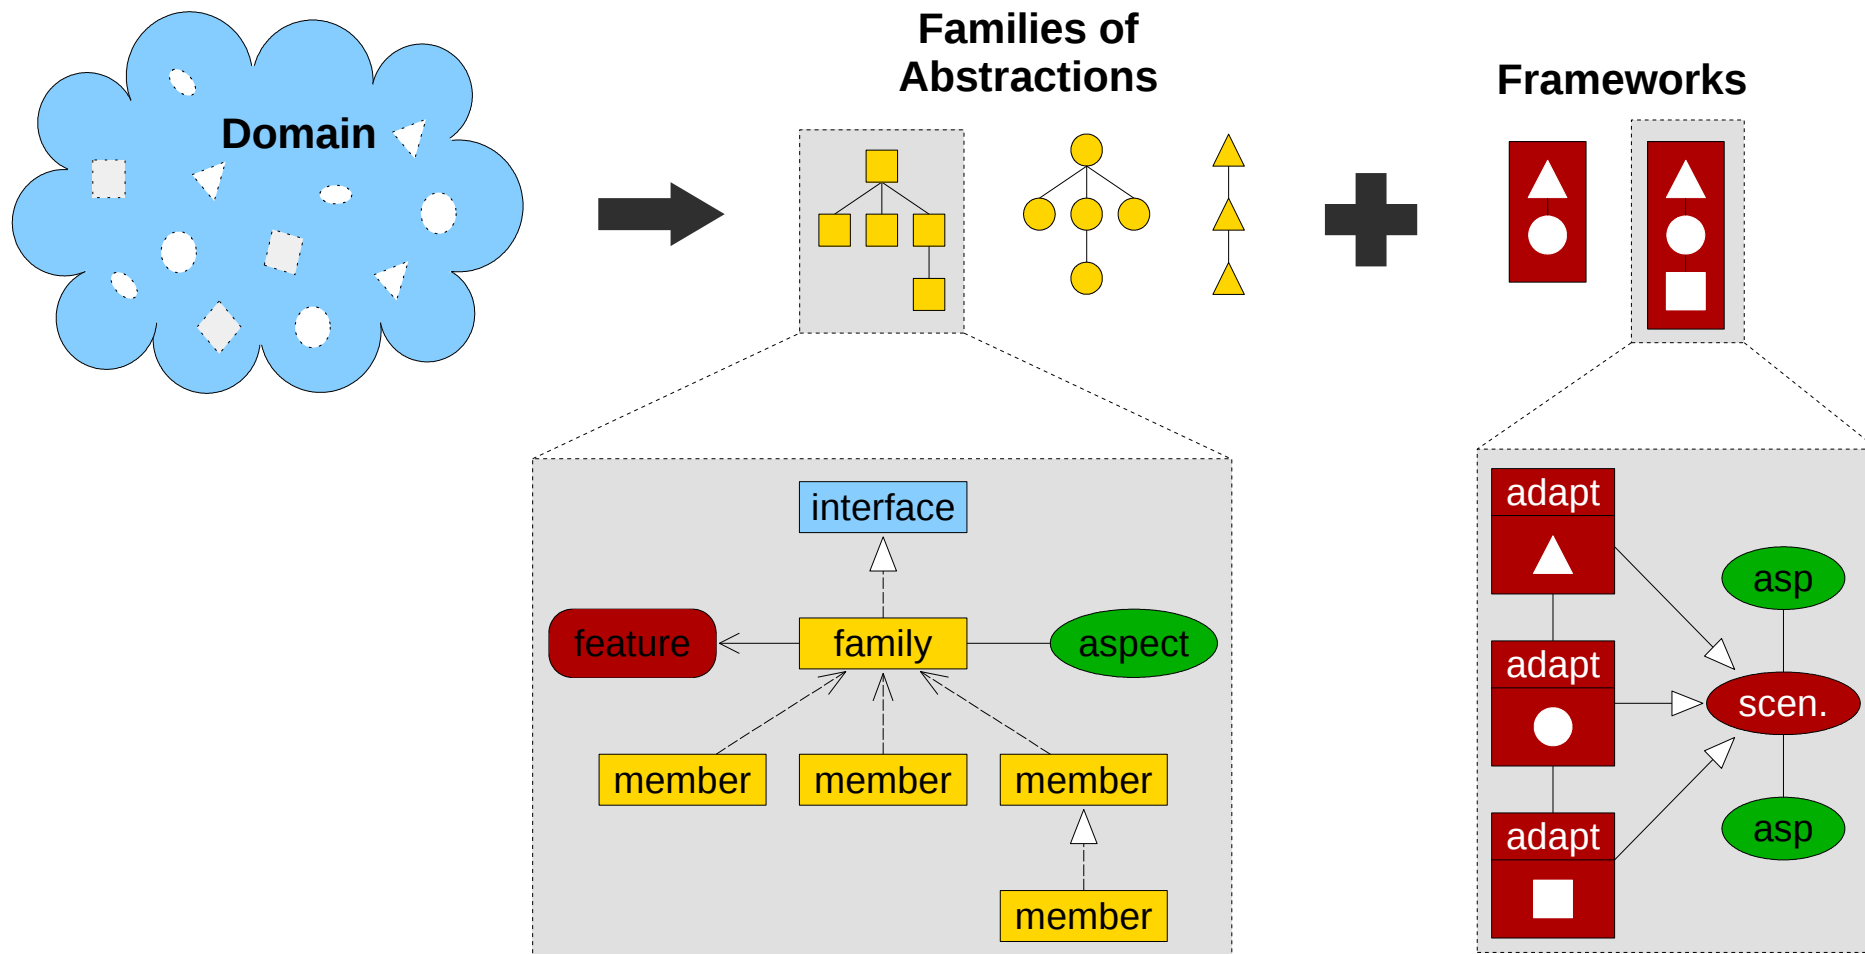 Families of
Abstractions
Frameworks
Domain
interface
feature
family
aspect
member
member
member
member
adapt
asp
adapt
scen.
adapt
asp